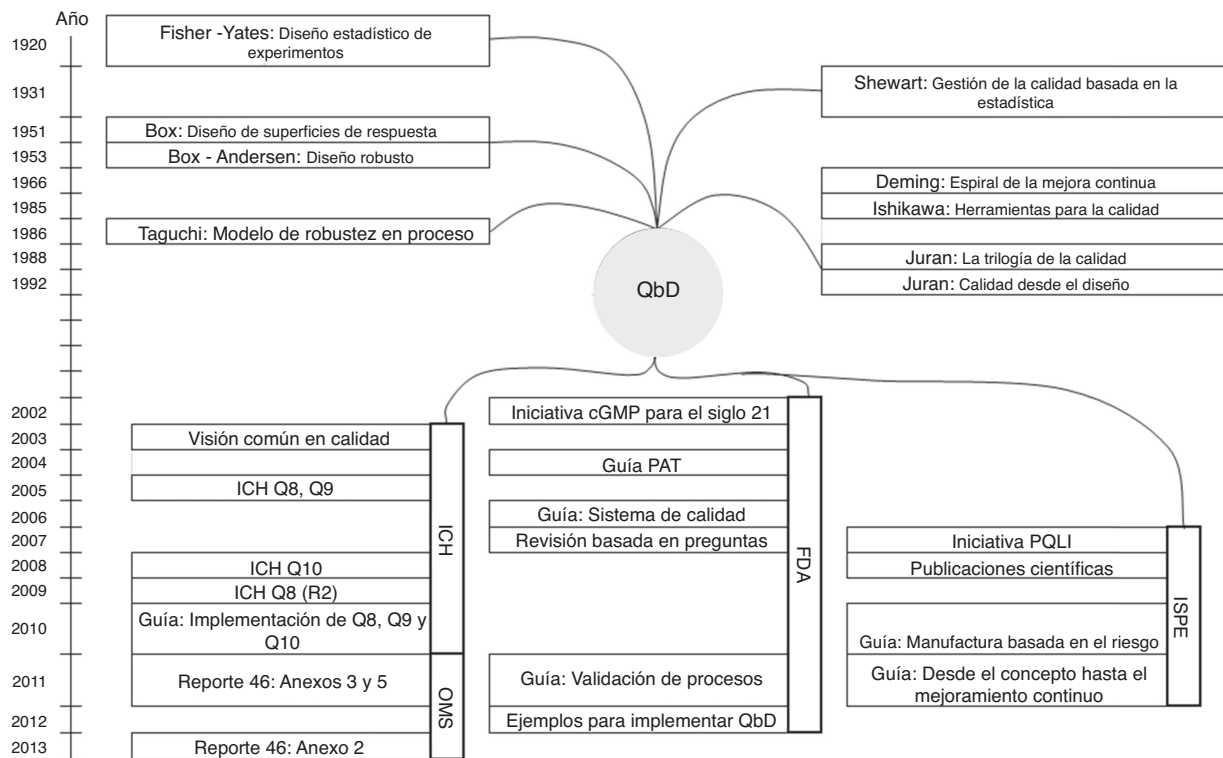 Año
1920
Fisher -Yates: Diseño estadístico de
experimentos
1931
Shewart: Gestión de la calidad basada en la
estadística
1951
Box: Diseño de superficies de respuesta
1953
Box - Andersen: Diseño robusto
1966
Deming: Espiral de la mejora continua
1985
Ishikawa: Herramientas para la calidad
1986
Taguchi: Modelo de robustez en proceso
1988
Juran: La trilogía de la calidad
1992
Juran: Calidad desde el diseño
QbD
2002
Iniciativa cGMP para el siglo 21
2003
Visión común en calidad
2004
Guía PAT
2005
ICH Q8, Q9
2006
Guía: Sistema de calidad
2007
Revisión basada en preguntas
Iniciativa PQLI
2008
ICH Q10
Publicaciones científicas
2009
ICH Q8 (R2)
2010
Guía: Implementación de Q8, Q9 y
Q10
Guía: Manufactura basada en el riesgo
2011
Reporte 46: Anexos 3 y 5
Guía: Validación de procesos
Guía: Desde el concepto hasta el
mejoramiento continuo
2012
Ejemplos para implementar QbD
2013
Reporte 46: Anexo 2
ICH
OMS
FDA
ISPE